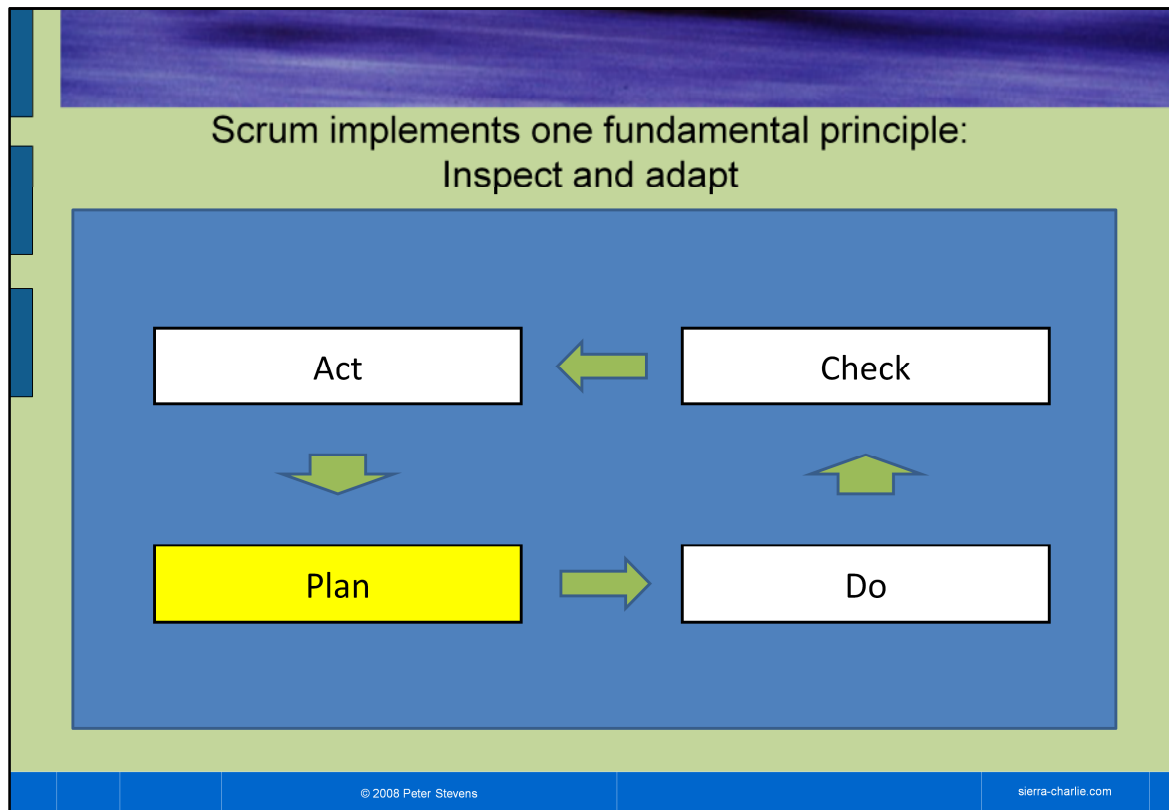 Scrum implements one fundamental principle:
Inspect and adapt
Act
Check
Plan
Do
© 2008 Peter Stevens
sierra-charlie.com